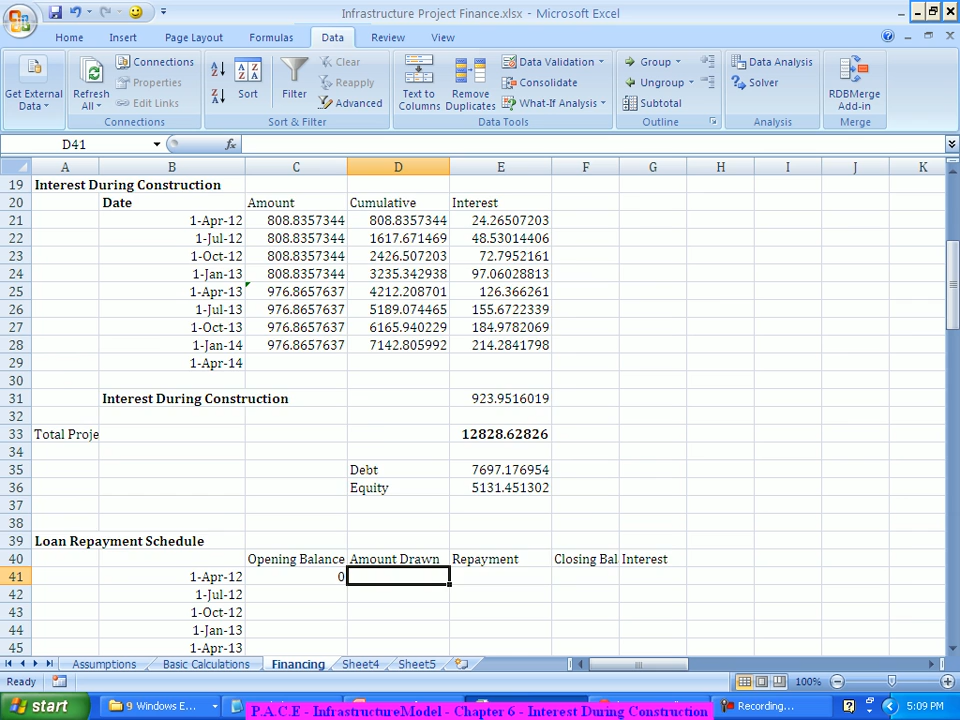 Infrastructure Project Finance.xlsx - Microsoft Excel
Home Insert Page Layout Formulas Data Review View
Get External Data
Refresh All
Connections
Properties
Edit Links
Connections
Sort
Filter
Clear
Reapply
Advanced
Sort & Filter
Text to Columns
Remove Duplicates
Data Validation
Consolidate
What-If Analysis
Data Tools
Group
Ungroup
Subtotal
Outline
Data Analysis
Solver
Analysis
RDBMerge Add-in
Merge
D41 fx
A B C D E F G H I J K
19 Interest During Construction
20 Date Amount Cumulative Interest
21 1-Apr-12 808.8357344 808.8357344 24.26507203
22 1-Jul-12 808.8357344 1617.671469 48.53014406
23 1-Oct-12 808.8357344 2426.507203 72.7952161
24 1-Jan-13 808.8357344 3235.342938 97.06028813
25 1-Apr-13 976.8657637 4212.208701 126.366261
26 1-Jul-13 976.8657637 5189.074465 155.6722339
27 1-Oct-13 976.8657637 6165.940229 184.9782069
28 1-Jan-14 976.8657637 7142.805992 214.2841798
29 1-Apr-14
30
31 Interest During Construction 923.9516019
32
33 Total Proje 12828.62826
34
35 Debt 7697.176954
36 Equity 5131.451302
37
38
39 Loan Repayment Schedule
40 Opening Balance Amount Drawn Repayment Closing Bal Interest
41 1-Apr-12 0
42 1-Jul-12
43 1-Oct-12
44 1-Jan-13
45 1-Apr-13
Assumptions Basic Calculations Financing Sheet4 Sheet5
Ready 100%
start 9 Windows E... Recording... 5:09 PM
P.A.C.E - InfrastructureModel - Chapter 6 - Interest During Construction